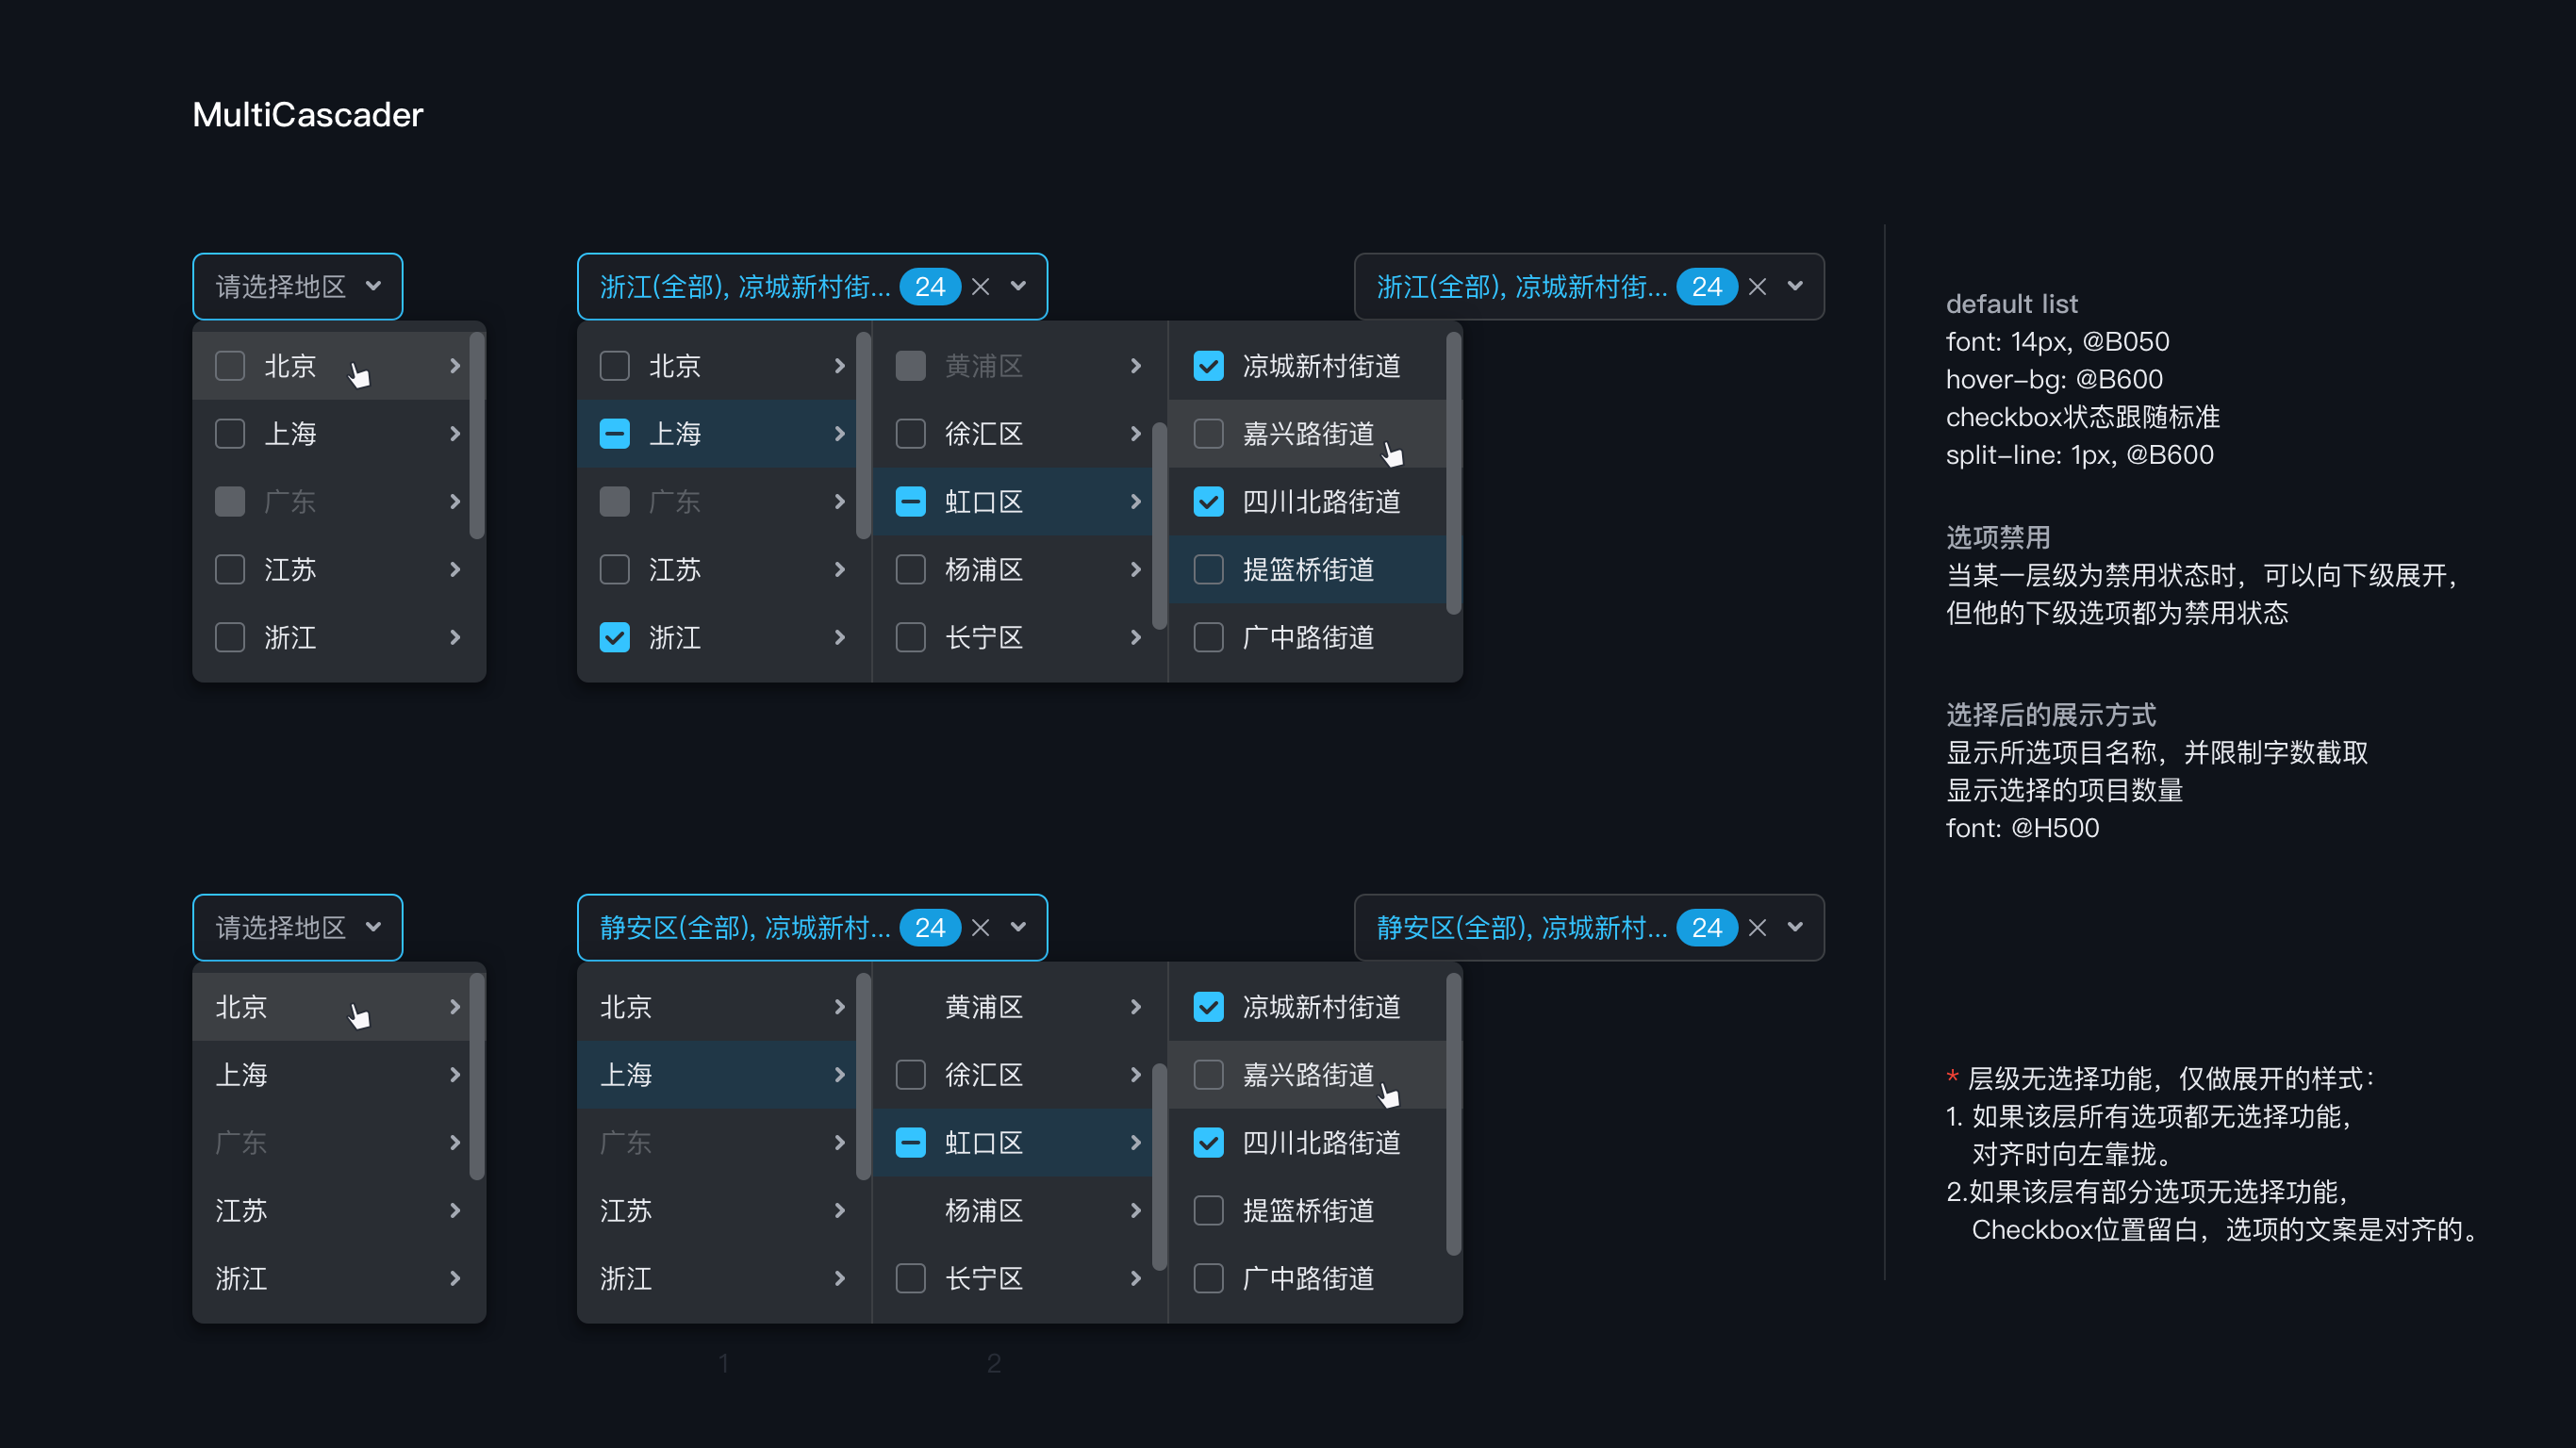 MultiCascader
请选择地区
北京
上海
广东
江苏
浙江
浙江(全部), 凉城新村街... 24
北京
上海
广东
江苏
浙江
黄浦区
徐汇区
虹口区
杨浦区
长宁区
凉城新村街道
嘉兴路街道
四川北路街道
提篮桥街道
广中路街道
浙江(全部), 凉城新村街... 24
请选择地区
北京
上海
广东
江苏
浙江
静安区(全部), 凉城新村... 24
北京
上海
广东
江苏
浙江
黄浦区
徐汇区
虹口区
杨浦区
长宁区
凉城新村街道
嘉兴路街道
四川北路街道
提篮桥街道
广中路街道
静安区(全部), 凉城新村... 24
1
2
default list
font: 14px, @B050
hover-bg: @B600
checkbox状态跟随标准
split-line: 1px, @B600
选项禁用
当某一层级为禁用状态时，可以向下级展开，
但他的下级选项都为禁用状态
选择后的展示方式
显示所选项目名称，并限制字数截取
显示选择的项目数量
font: @H500
* 层级无选择功能，仅做展开的样式：
1. 如果该层所有选项都无选择功能，
对齐时向左靠拢。
2.如果该层有部分选项无选择功能，
Checkbox位置留白，选项的文案是对齐的。